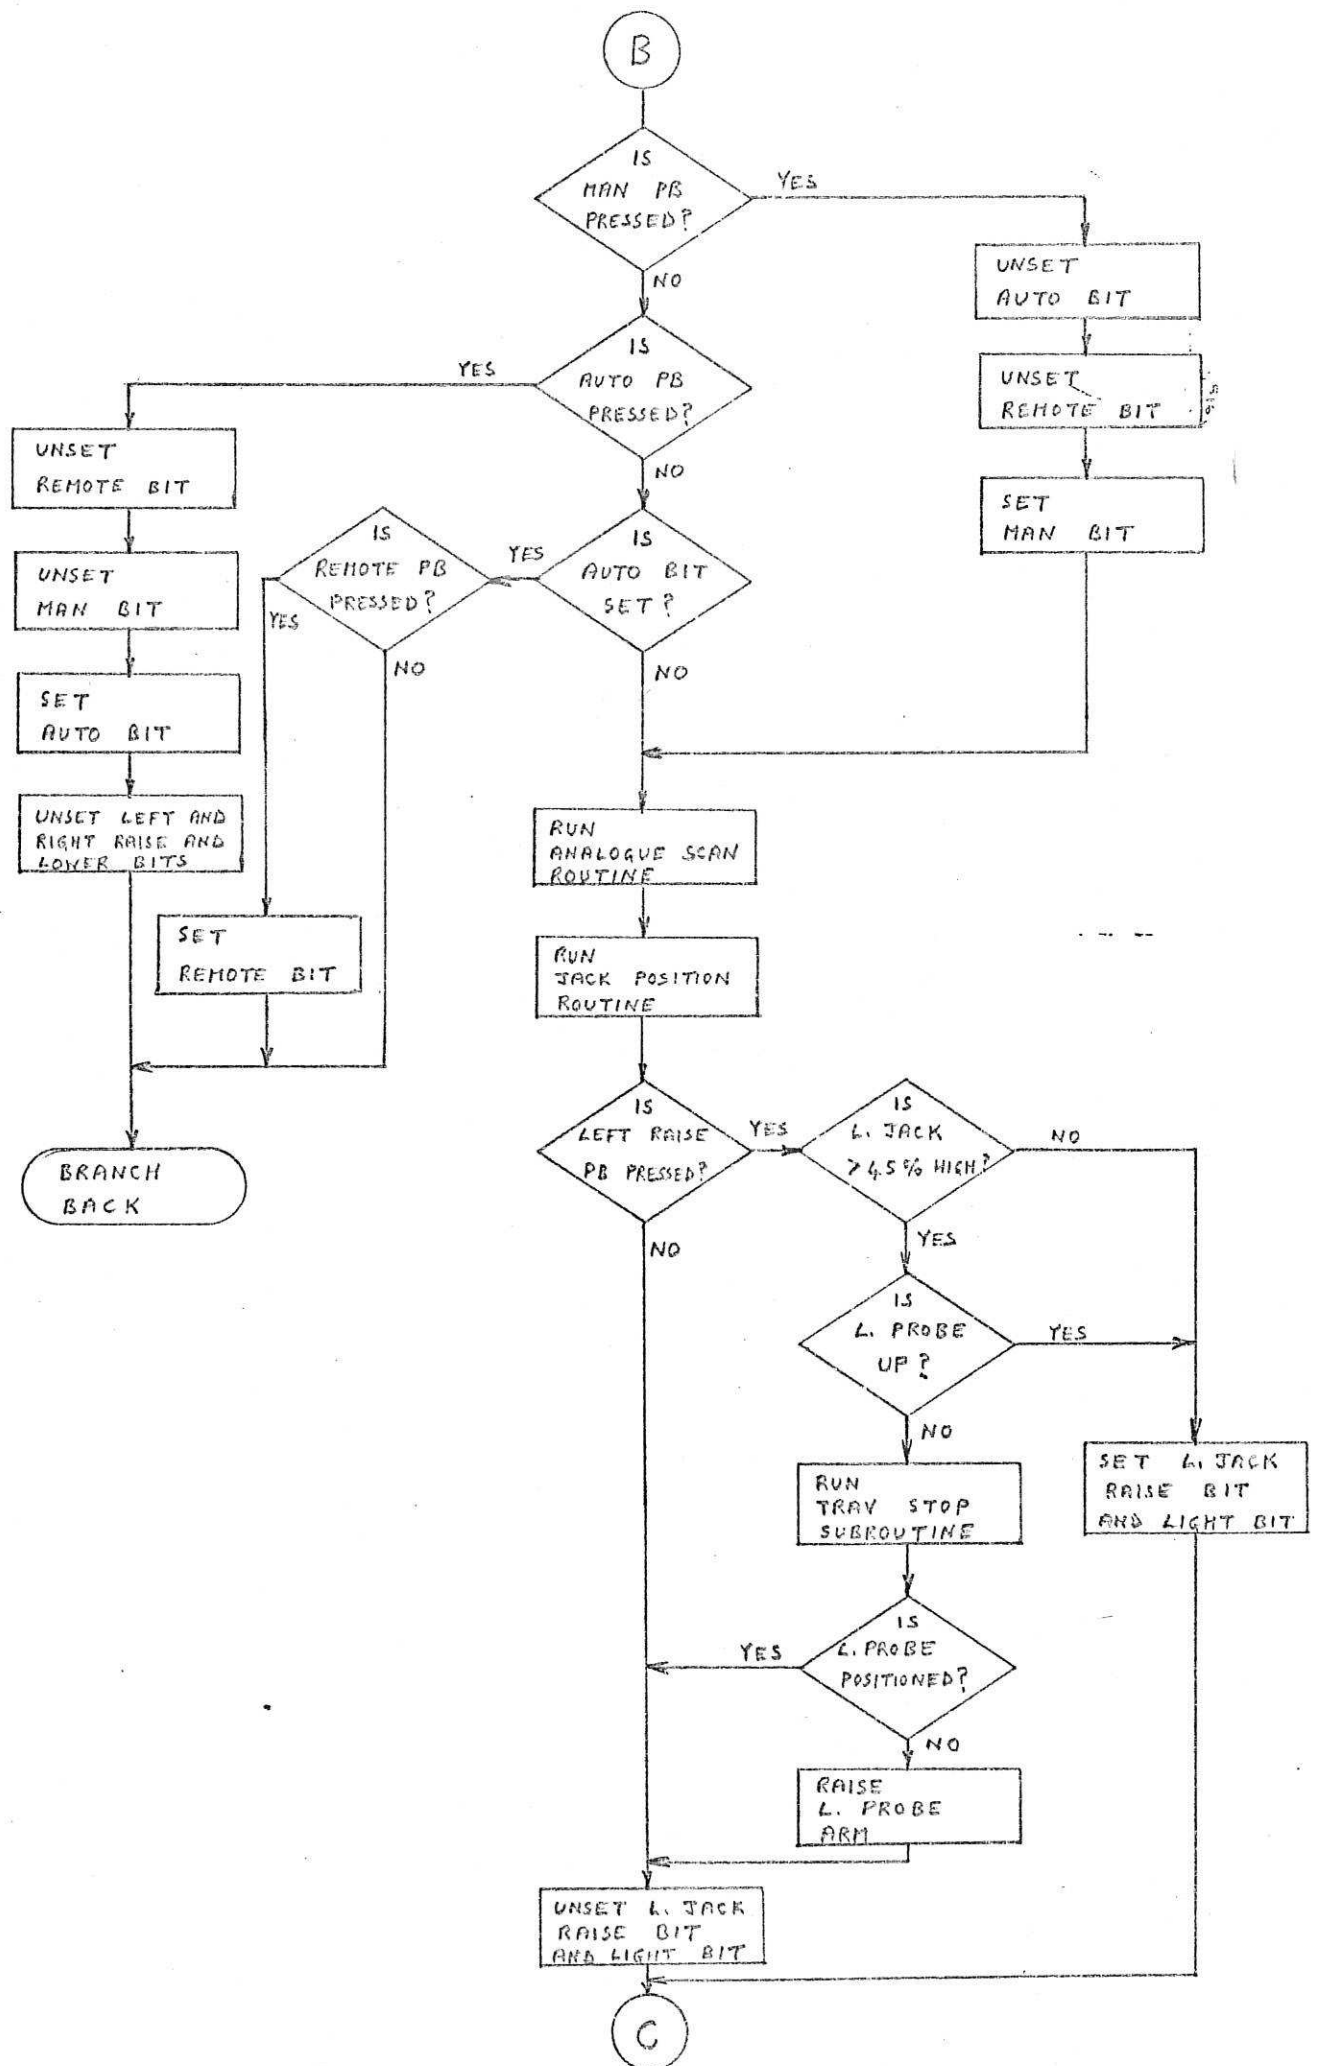 B
IS
MAN PB
PRESSED?
YES
NO
UNSET
AUTO BIT
UNSET
REMOTE BIT
SET
MAN BIT
IS
AUTO PB
PRESSED?
YES
NO
UNSET
REMOTE BIT
UNSET
MAN BIT
SET
AUTO BIT
UNSET LEFT AND
RIGHT RAISE AND
LOWER BITS
IS
AUTO BIT
SET?
YES
NO
IS
REMOTE PB
PRESSED?
YES
NO
SET
REMOTE BIT
BRANCH
BACK
RUN
ANALOGUE SCAN
ROUTINE
RUN
JACK POSITION
ROUTINE
IS
LEFT RAISE
PB PRESSED?
YES
NO
IS
L. JACK
>45% HIGH?
NO
YES
IS
L. PROBE
UP?
YES
NO
SET L. JACK
RAISE BIT
AND LIGHT BIT
RUN
TRAV STOP
SUBROUTINE
IS
L. PROBE
POSITIONED?
YES
NO
RAISE
L. PROBE
ARM
UNSET L. JACK
RAISE BIT
AND LIGHT BIT
C